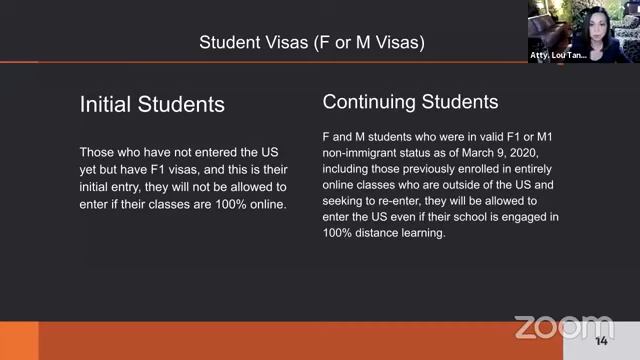 Student Visas (F or M Visas)
Atty. Lou Tan...
Initial Students
Those who have not entered the US
yet but have F1 visas, and this is their
initial entry, they will not be allowed to
enter if their classes are 100% online.
Continuing Students
F and M students who were in valid F1 or M1
non-immigrant status as of March 9, 2020,
including those previously enrolled in entirely
online classes who are outside of the US and
seeking to re-enter, they will be allowed to
enter the US even if their school is engaged in
100% distance learning.
zoom
14